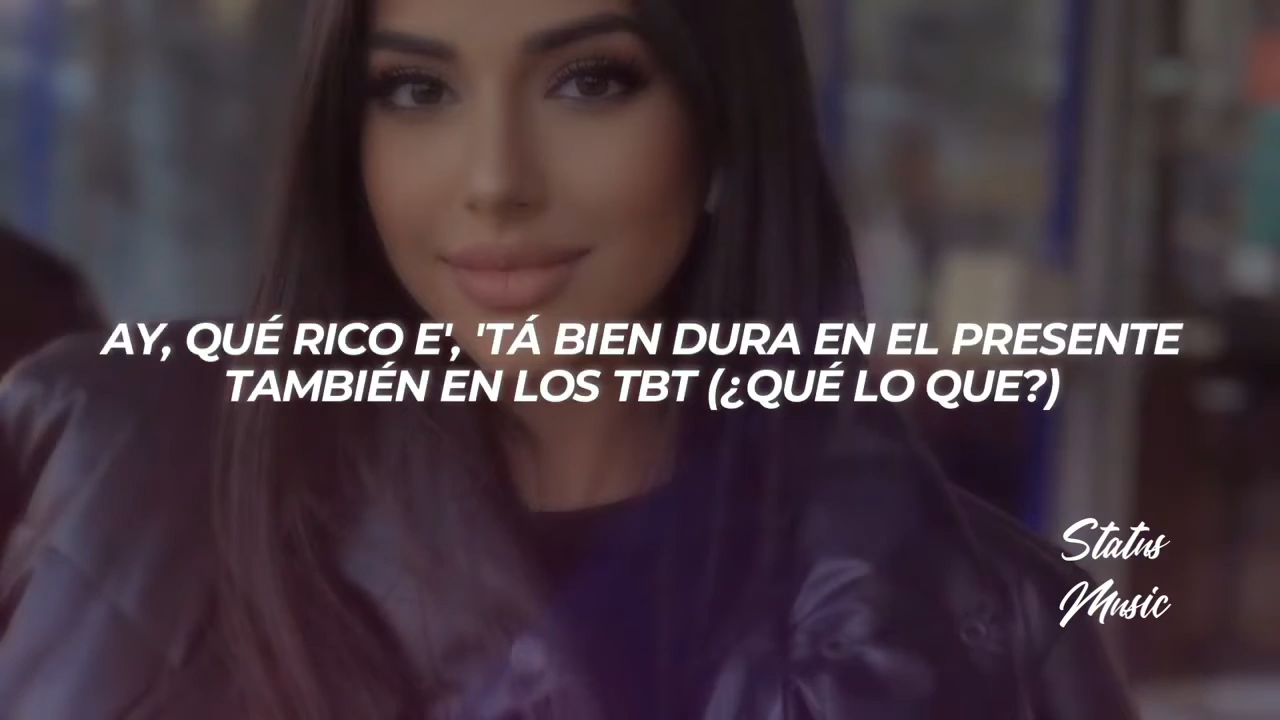 AY, QUÉ RICO E', 'TÁ BIEN DURA EN EL PRESENTE
TAMBIÉN EN LOS TBT (¿QUÉ LO QUE?)
Status
Music